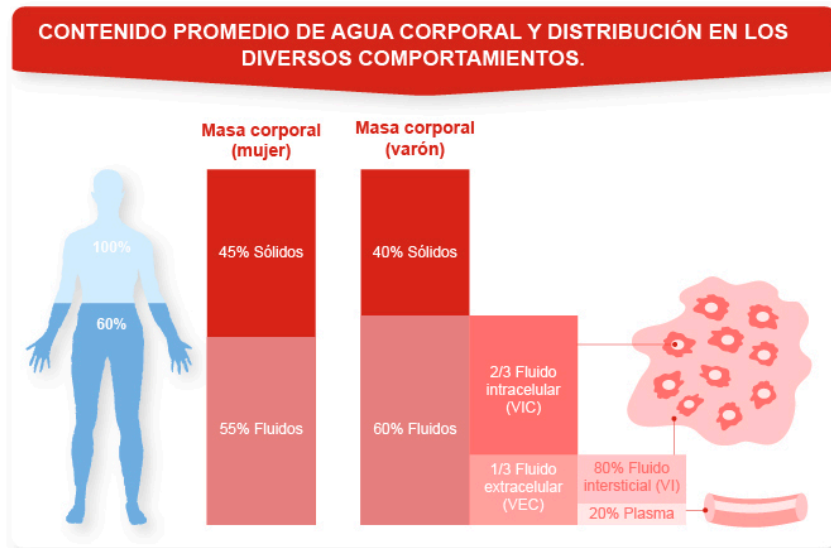 CONTENIDO PROMEDIO DE AGUA CORPORAL Y DISTRIBUCIÓN EN LOS
DIVERSOS COMPORTAMIENTOS.
Masa corporal
(mujer)
Masa corporal
(varón)
100%
60%
45% Sólidos
55% Fluidos
40% Sólidos
60% Fluidos
2/3 Fluido
intracelular
(VIC)
1/3 Fluido
extracelular
(VEC)
80% Fluido
intersticial (VI)
20% Plasma